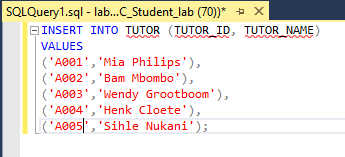 SQLQuery1.sql - lab...C_Student_lab (70))*
INSERT INTO TUTOR (TUTOR_ID, TUTOR_NAME)
VALUES
('A001','Mia Philips'),
('A002','Bam Mbombo'),
('A003','Wendy Grootboom'),
('A004','Henk Cloete'),
('A005','Sihle Nukani');